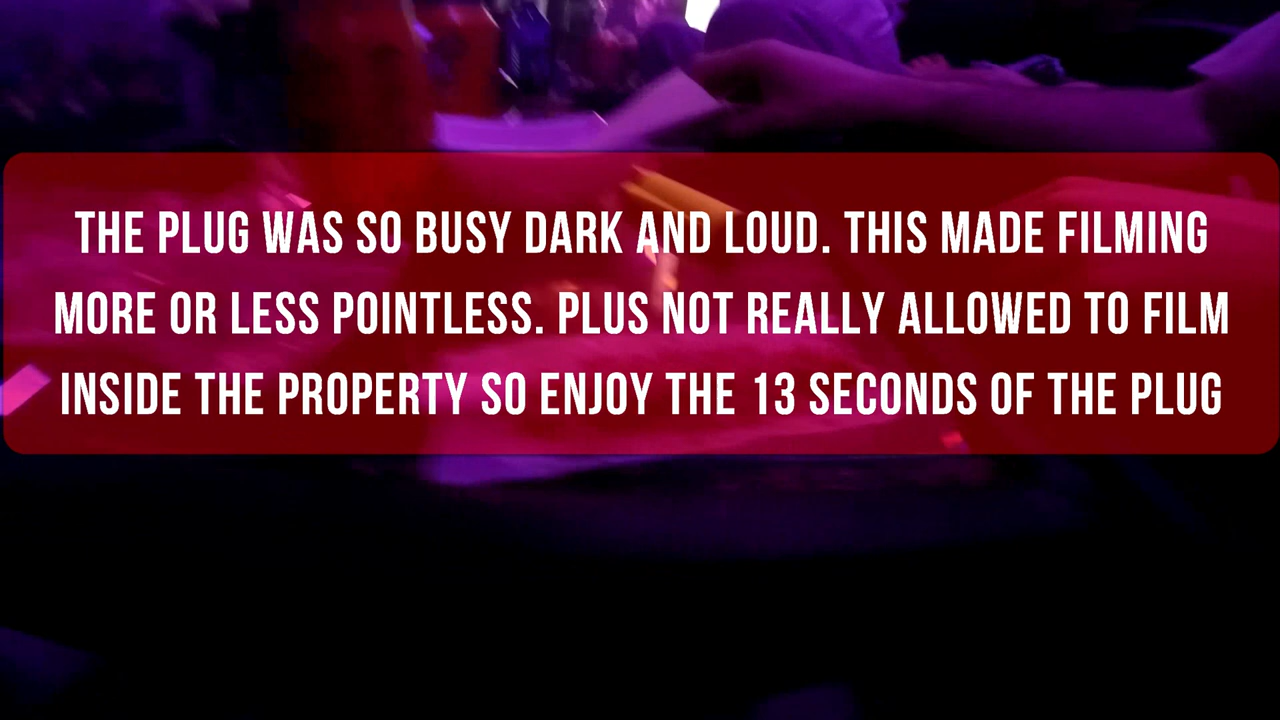 THE PLUG WAS SO BUSY DARK AND LOUD. THIS MADE FILMING
MORE OR LESS POINTLESS. PLUS NOT REALLY ALLOWED TO FILM
INSIDE THE PROPERTY SO ENJOY THE 13 SECONDS OF THE PLUG